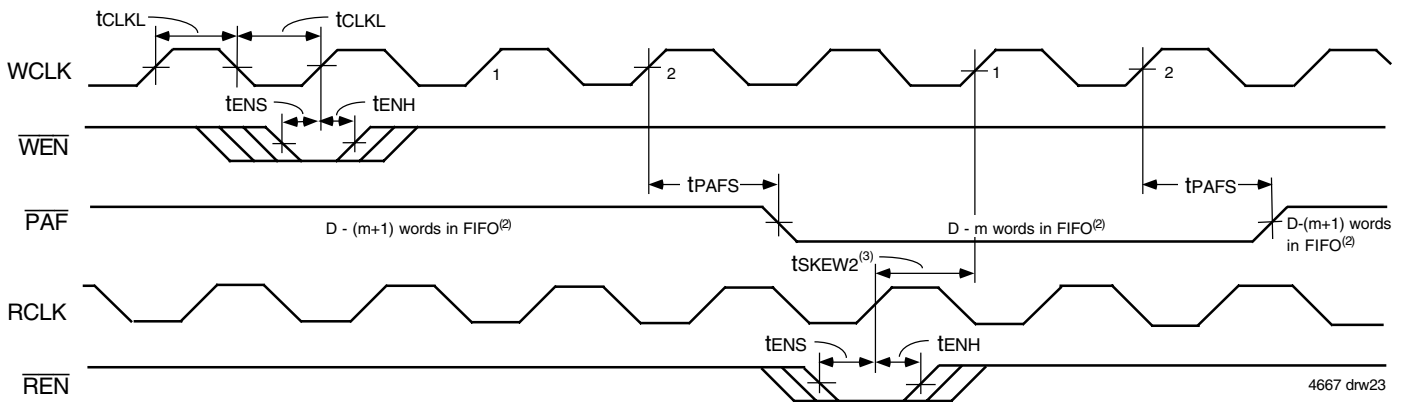 tCLKL tCLKL
WCLK 1 2 1 2
tENS tENH
WEN
tPAFS tPAFS
PAF
D - (m+1) words in FIFO(2) D - m words in FIFO(2) D-(m+1) words
in FIFO(2)
tSKEW2(3)
RCLK
tENS tENH
REN
4667 drw23